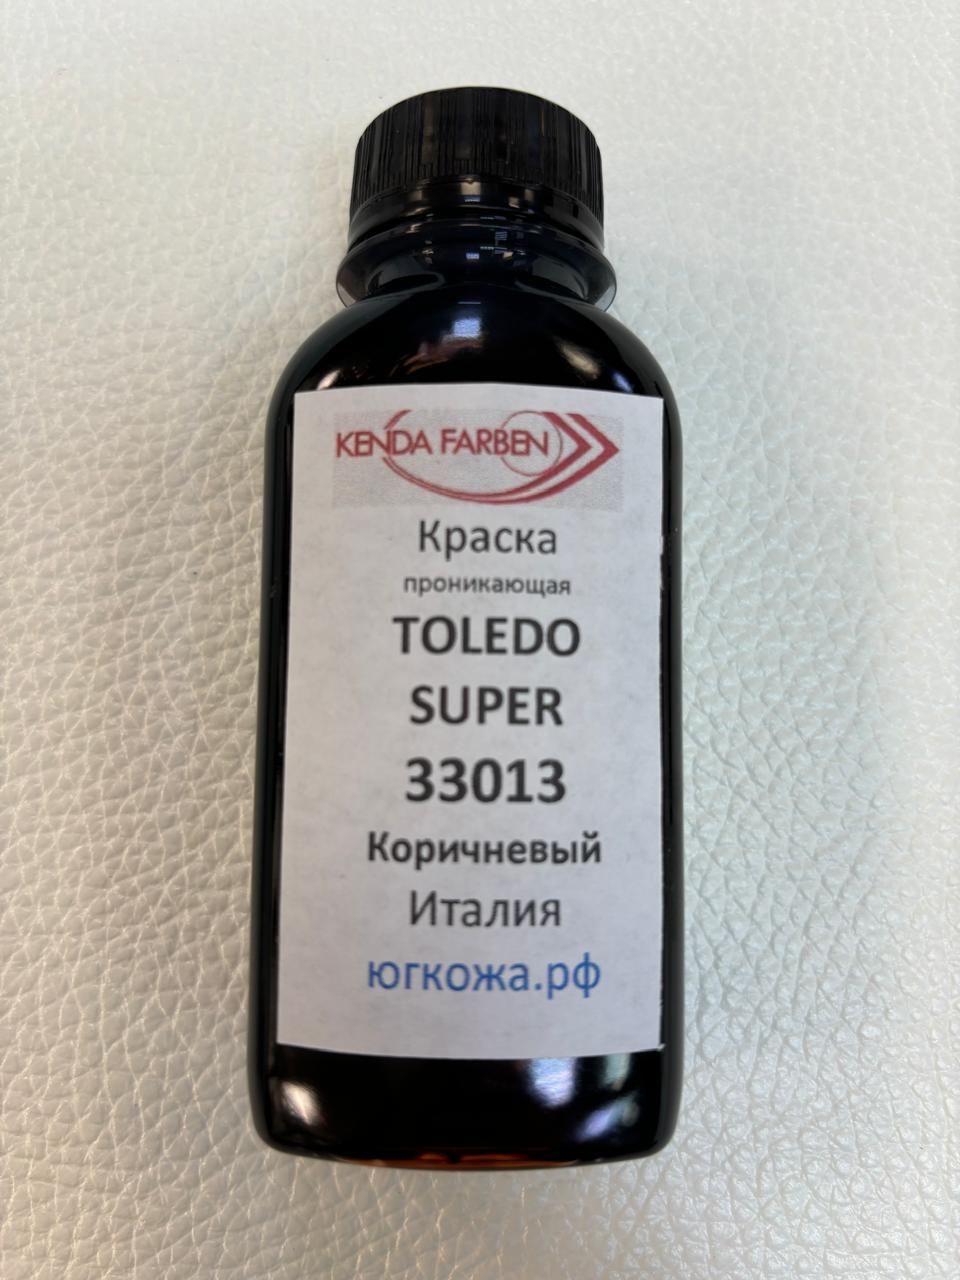 KENDA FARBEN
Краска
проникающая
TOLEDO
SUPER
33013
Коричневый
Италия
югкожа.рф